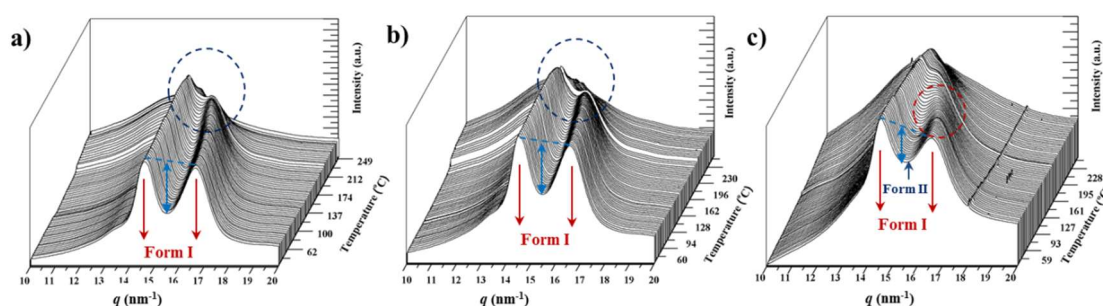 a)
Form I
10 11 12 13 14 15 16 17 18 19 20
q (nm-1)
62 100 137 174 212 249
Temperature (°C)
Intensity (a.u.)
b)
Form I
10 11 12 13 14 15 16 17 18 19 20
q (nm-1)
60 94 128 162 196 230
Temperature (°C)
Intensity (a.u.)
c)
Form II
Form I
10 11 12 13 14 15 16 17 18 19 20
q (nm-1)
59 93 127 161 195 228
Temperature (°C)
Intensity (a.u.)